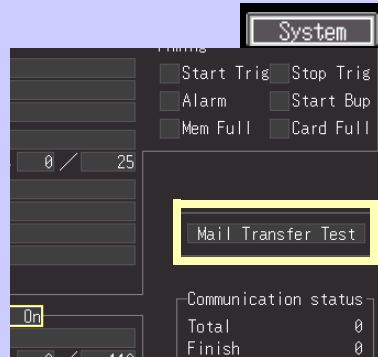 System
Timing
Start Trig Stop Trig
Alarm Start Bup
Mem Full Card Full
0 / 25
Mail Transfer Test
Communication status
On
Total 0
Finish 0